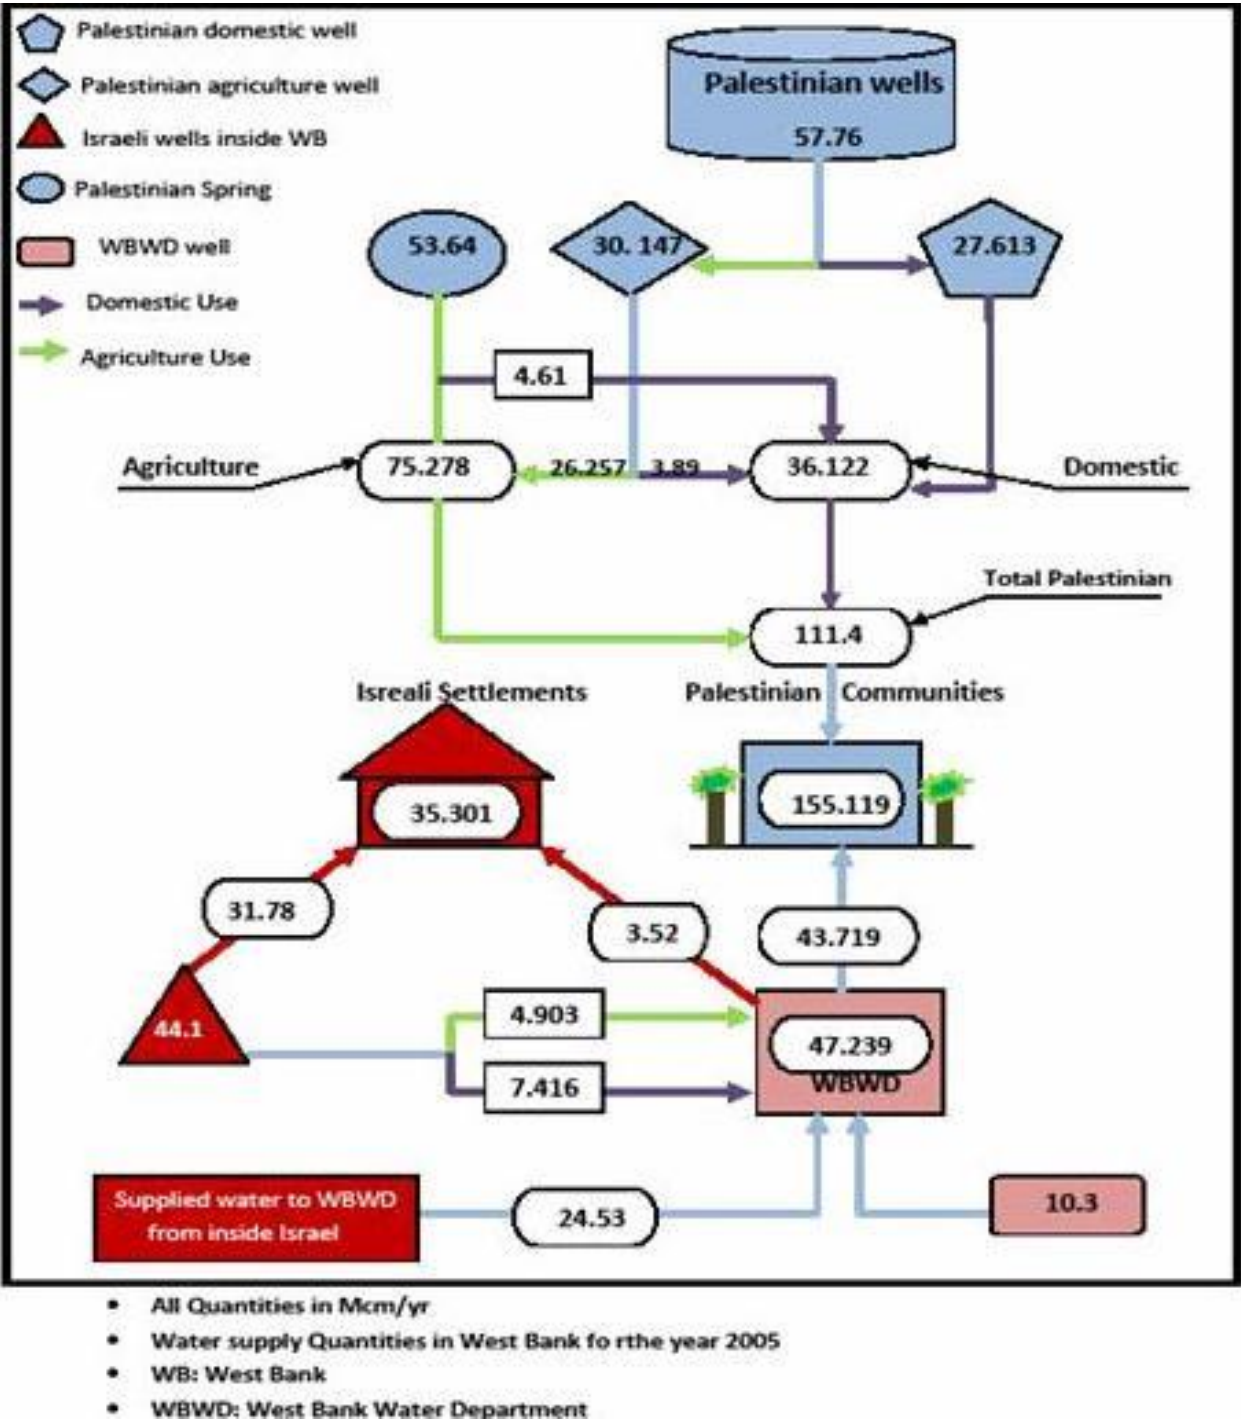 Palestinian domestic well
Palestinian agriculture well
Israeli wells inside WB
Palestinian Spring
WBWD well
Domestic Use
Agriculture Use
Palestinian wells
57.76
53.64
30. 147
27.613
4.61
Agriculture
75.278
26.257
3.89
36.122
Domestic
Total Palestinian
111.4
Isreali Settlements
Palestinian Communities
35.301
155.119
31.78
3.52
43.719
44.1
4.903
7.416
47.239
WBWD
Supplied water to WBWD
from inside Israel
24.53
10.3
• All Quantities in Mcm/yr
• Water supply Quantities in West Bank fo rthe year 2005
• WB: West Bank
• WBWD: West Bank Water Department